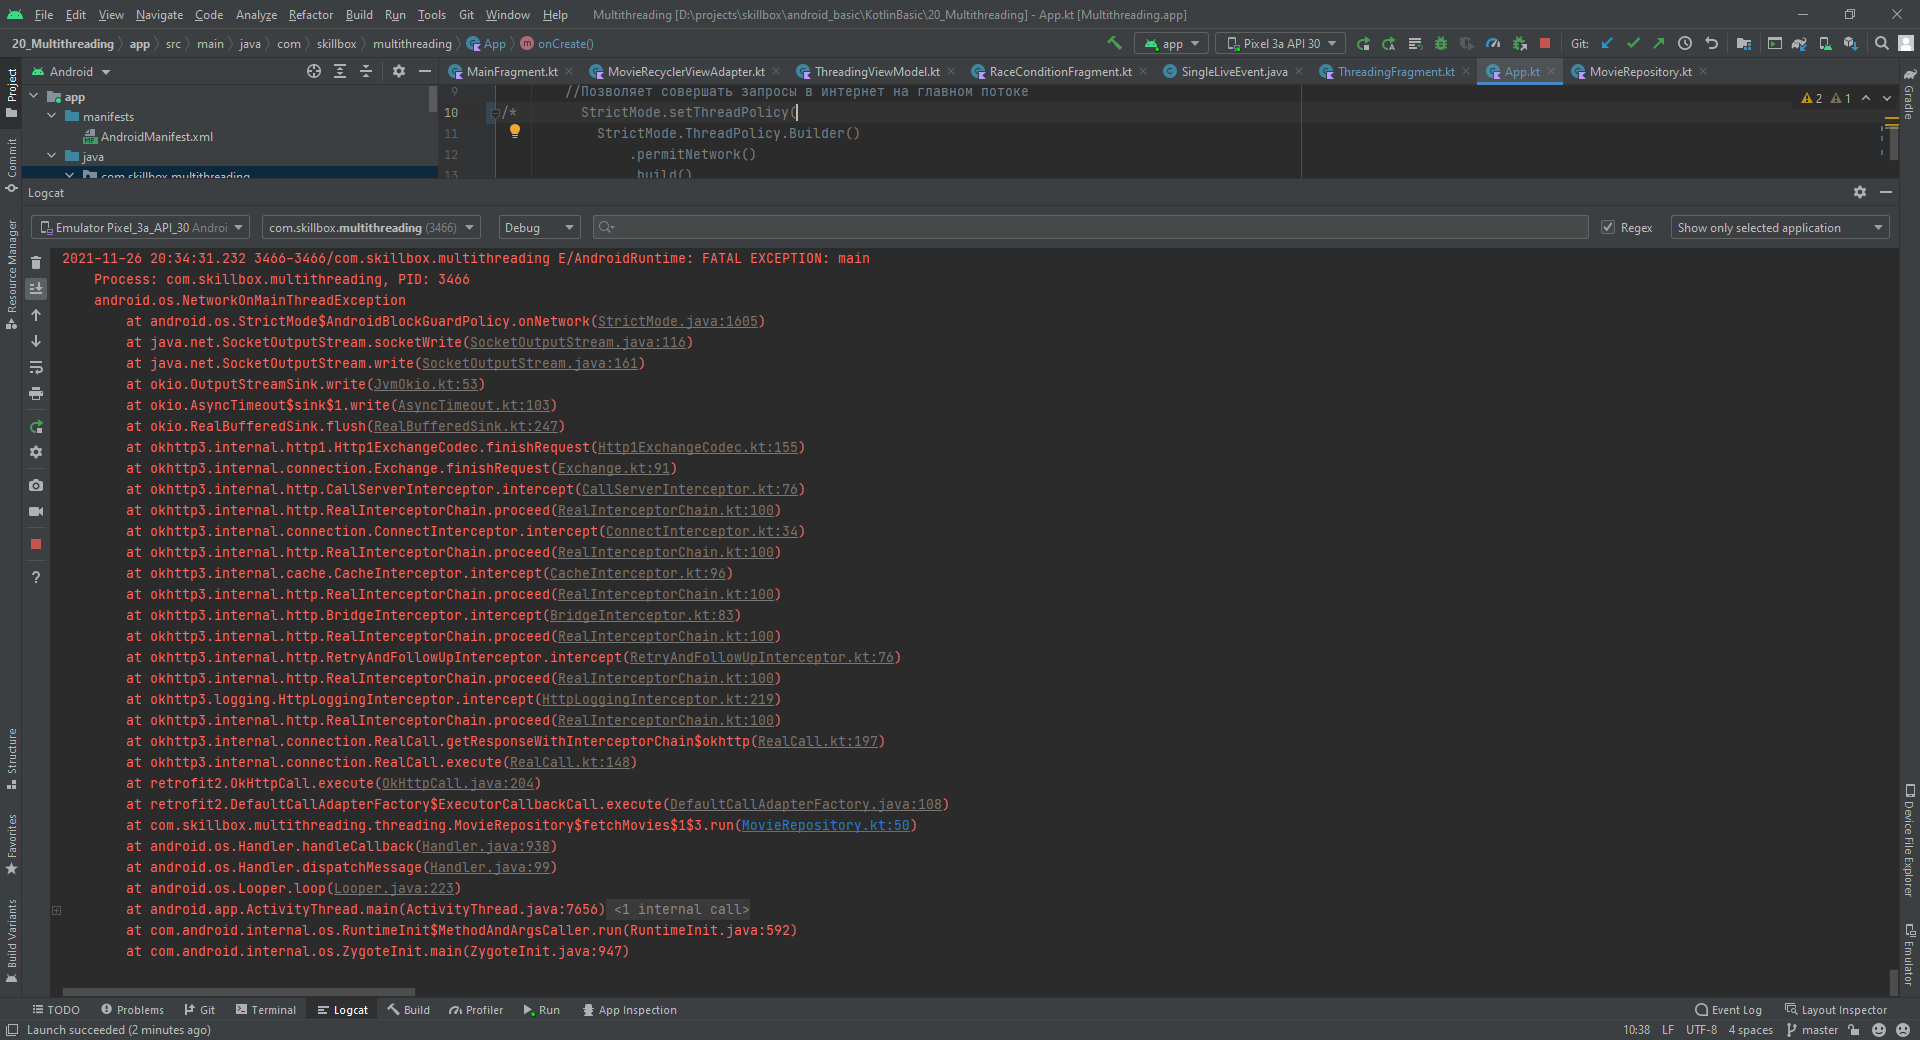 File Edit View Navigate Code Analyze Refactor Build Run Tools Git Window Help Multithreading [D:\projects\skillbox\android_basic\KotlinBasic\20_Multithreading] - App.kt [Multithreading.app]
20_Multithreading app src main java com skillbox multithreading App onCreate() app Pixel 3a API 30 Git:
Android MainFragment.kt MovieRecyclerViewAdapter.kt ThreadingViewModel.kt RaceConditionFragment.kt SingleLiveEvent.java ThreadingFragment.kt App.kt MovieRepository.kt
Project
Commit
Resource Manager
Structure
Favorites
Build Variants
app
manifests
AndroidManifest.xml
java
com.skillbox.multithreading
9 //Позволяет совершать запросы в интернет на главном потоке
10 /* StrictMode.setThreadPolicy(
11 StrictMode.ThreadPolicy.Builder()
12 .permitNetwork()
13 .build()
2 1
Gradle
Device File Explorer
Emulator
Logcat
Emulator Pixel_3a_API_30 Androi com.skillbox.multithreading (3466) Debug Regex Show only selected application
2021-11-26 20:34:31.232 3466-3466/com.skillbox.multithreading E/AndroidRuntime: FATAL EXCEPTION: main
Process: com.skillbox.multithreading, PID: 3466
android.os.NetworkOnMainThreadException
at android.os.StrictMode$AndroidBlockGuardPolicy.onNetwork(StrictMode.java:1605)
at java.net.SocketOutputStream.socketWrite(SocketOutputStream.java:116)
at java.net.SocketOutputStream.write(SocketOutputStream.java:161)
at okio.OutputStreamSink.write(JvmOkio.kt:53)
at okio.AsyncTimeout$sink$1.write(AsyncTimeout.kt:103)
at okio.RealBufferedSink.flush(RealBufferedSink.kt:247)
at okhttp3.internal.http1.Http1ExchangeCodec.finishRequest(Http1ExchangeCodec.kt:155)
at okhttp3.internal.connection.Exchange.finishRequest(Exchange.kt:91)
at okhttp3.internal.http.CallServerInterceptor.intercept(CallServerInterceptor.kt:76)
at okhttp3.internal.http.RealInterceptorChain.proceed(RealInterceptorChain.kt:100)
at okhttp3.internal.connection.ConnectInterceptor.intercept(ConnectInterceptor.kt:34)
at okhttp3.internal.http.RealInterceptorChain.proceed(RealInterceptorChain.kt:100)
at okhttp3.internal.cache.CacheInterceptor.intercept(CacheInterceptor.kt:96)
at okhttp3.internal.http.RealInterceptorChain.proceed(RealInterceptorChain.kt:100)
at okhttp3.internal.http.BridgeInterceptor.intercept(BridgeInterceptor.kt:83)
at okhttp3.internal.http.RealInterceptorChain.proceed(RealInterceptorChain.kt:100)
at okhttp3.internal.http.RetryAndFollowUpInterceptor.intercept(RetryAndFollowUpInterceptor.kt:76)
at okhttp3.internal.http.RealInterceptorChain.proceed(RealInterceptorChain.kt:100)
at okhttp3.logging.HttpLoggingInterceptor.intercept(HttpLoggingInterceptor.kt:219)
at okhttp3.internal.http.RealInterceptorChain.proceed(RealInterceptorChain.kt:100)
at okhttp3.internal.connection.RealCall.getResponseWithInterceptorChain$okhttp(RealCall.kt:197)
at okhttp3.internal.connection.RealCall.execute(RealCall.kt:148)
at retrofit2.OkHttpCall.execute(OkHttpCall.java:204)
at retrofit2.DefaultCallAdapterFactory$ExecutorCallbackCall.execute(DefaultCallAdapterFactory.java:108)
at com.skillbox.multithreading.threading.MovieRepository$fetchMovies$1$3.run(MovieRepository.kt:50)
at android.os.Handler.handleCallback(Handler.java:938)
at android.os.Handler.dispatchMessage(Handler.java:99)
at android.os.Looper.loop(Looper.java:223)
at android.app.ActivityThread.main(ActivityThread.java:7656) <1 internal call>
at com.android.internal.os.RuntimeInit$MethodAndArgsCaller.run(RuntimeInit.java:592)
at com.android.internal.os.ZygoteInit.main(ZygoteInit.java:947)
TODO Problems Git Terminal Logcat Build Profiler Run App Inspection Event Log Layout Inspector
Launch succeeded (2 minutes ago) 10:38 LF UTF-8 4 spaces master